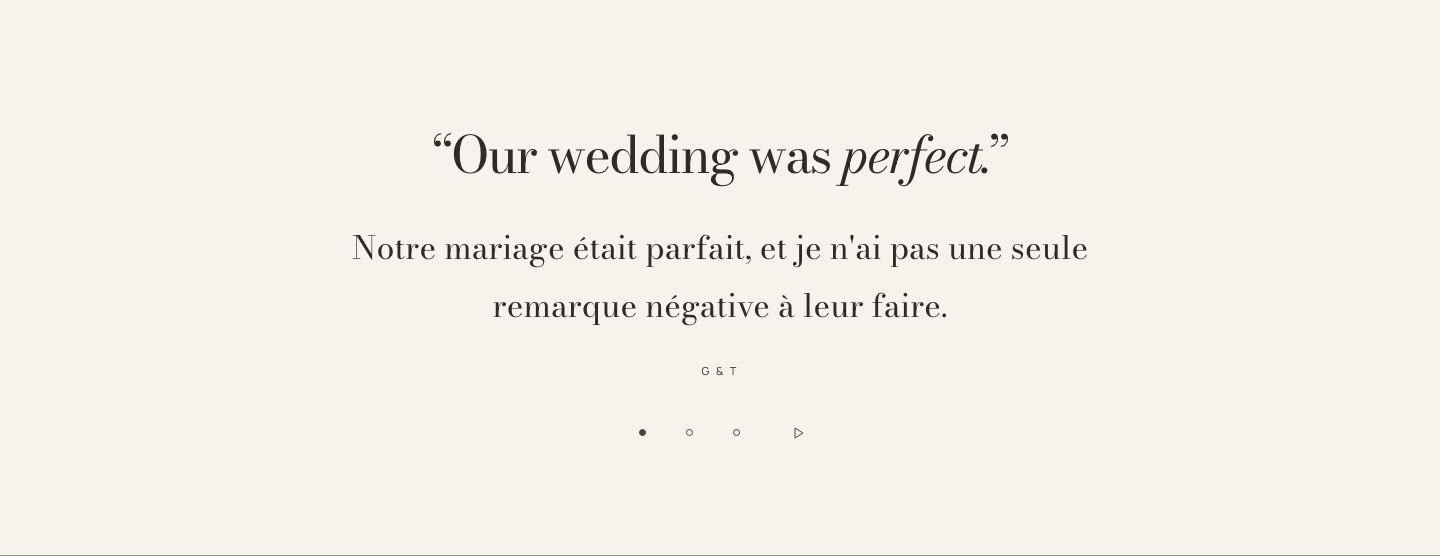 “Our wedding was perfect.”
Notre mariage était parfait, et je n'ai pas une seule
remarque négative à leur faire.
G & T